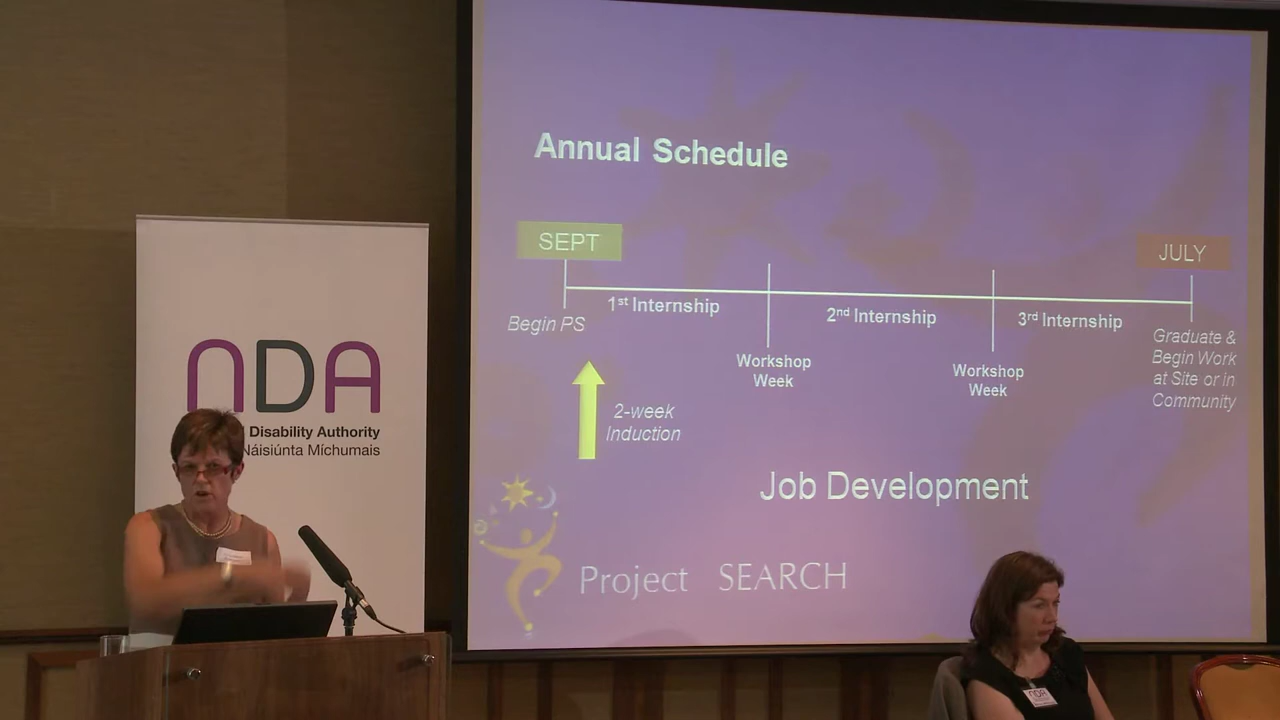 Annual Schedule
SEPT
JULY
1st Internship
2nd Internship
3rd Internship
Begin PS
Graduate &
Begin Work
at Site or in
Community
Workshop
Week
Workshop
Week
2-week
Induction
Job Development
Project SEARCH
NDA
Disability Authority
Náisiúnta Míchumais
NDA